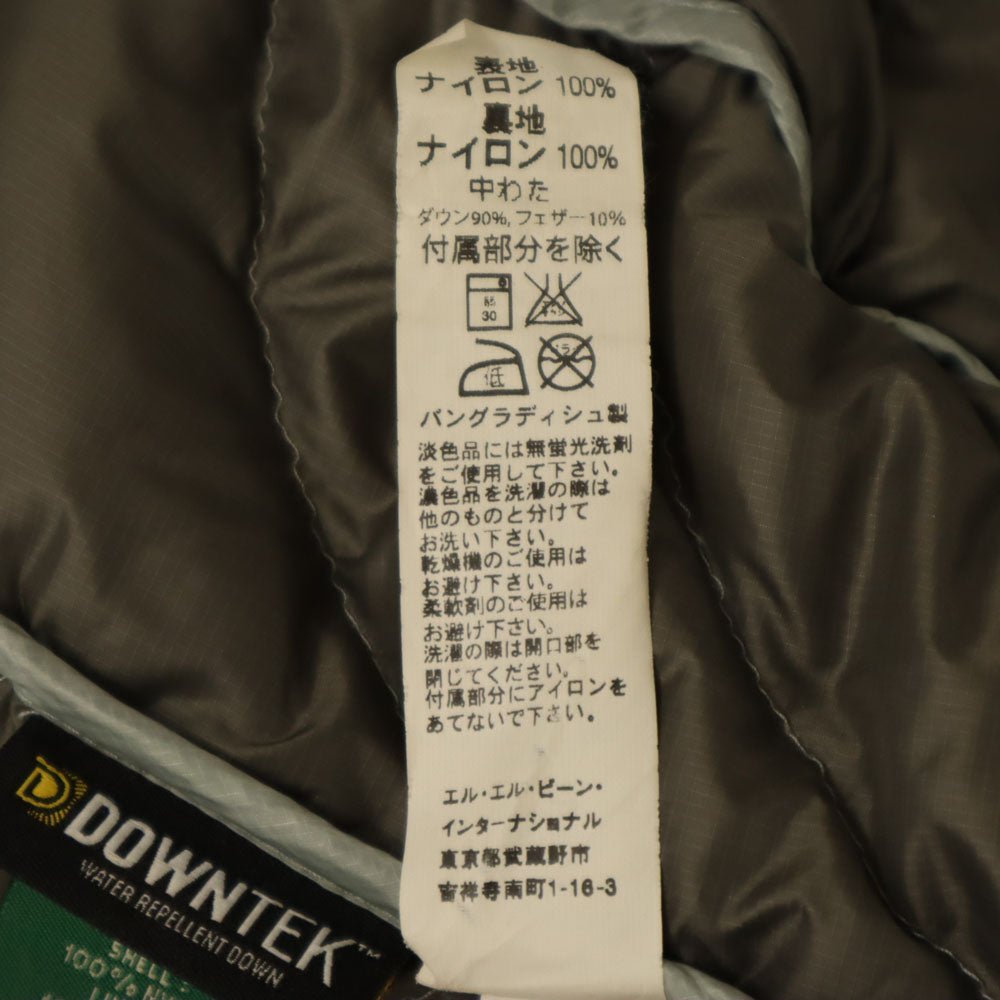 表地
ナイロン 100%
裏地
ナイロン 100%
中わた
ダウン90%, フェザー10%
付属部分を除く
弱
30
低
バングラディシュ製
淡色品には無蛍光洗剤
をご使用して下さい。
濃色品を洗濯の際は
他のものと分けて
お洗い下さい。
乾燥機のご使用は
お避け下さい。
柔軟剤のご使用は
お避け下さい。
洗濯の際は開口部を
閉じてください。
付属部分にアイロンを
あてないで下さい。
エル・エル・ビーン・
インターナショナル
東京都武蔵野市
吉祥寺南町1-16-3
DOWNTEK™
WATER REPELLENT DOWN
SHELL
100%